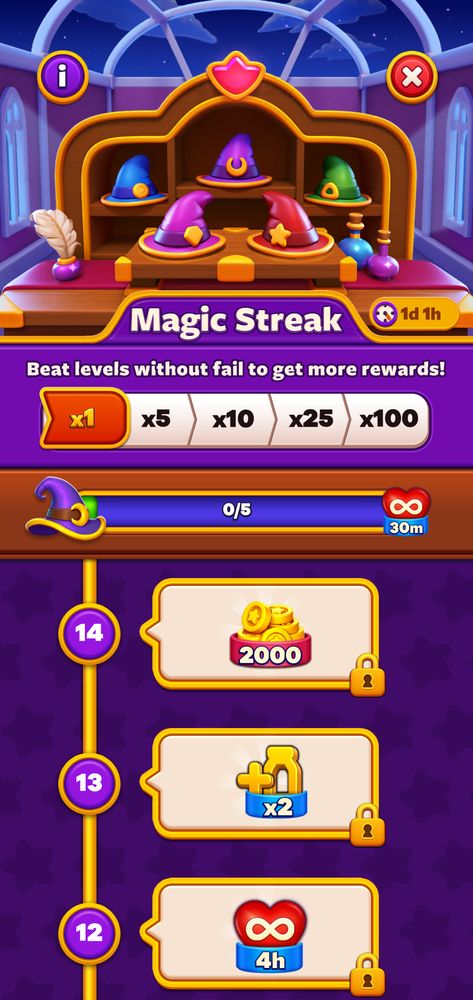 i
Magic Streak
1d 1h
Beat levels without fail to get more rewards!
x1 x5 x10 x25 x100
0/5
30m
14
2000
13
x2
12
4h